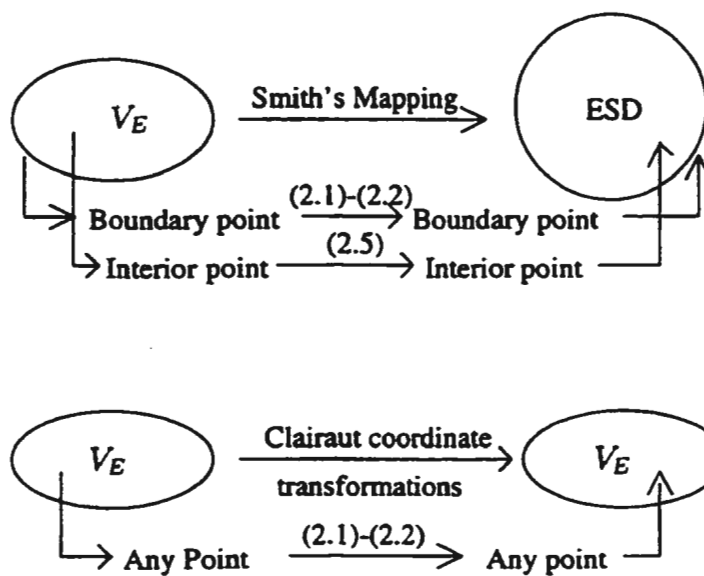 V_E Smith's Mapping ESD
(2.1)-(2.2)
Boundary point Boundary point
(2.5)
Interior point Interior point
Clairaut coordinate
V_E V_E
transformations
(2.1)-(2.2)
Any Point Any point